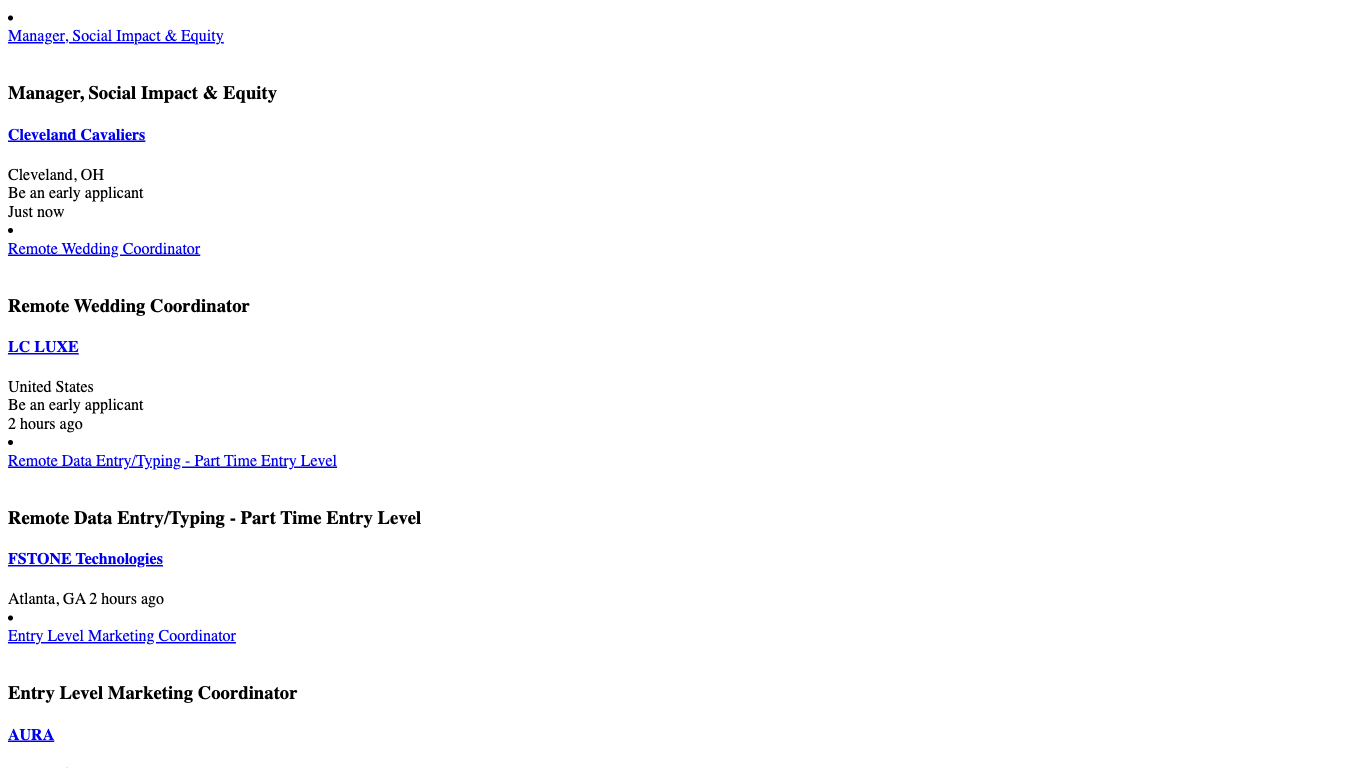 Manager, Social Impact & Equity
Manager, Social Impact & Equity
Cleveland Cavaliers
Cleveland, OH
Be an early applicant
Just now
Remote Wedding Coordinator
Remote Wedding Coordinator
LC LUXE
United States
Be an early applicant
2 hours ago
Remote Data Entry/Typing - Part Time Entry Level
Remote Data Entry/Typing - Part Time Entry Level
FSTONE Technologies
Atlanta, GA 2 hours ago
Entry Level Marketing Coordinator
Entry Level Marketing Coordinator
AURA